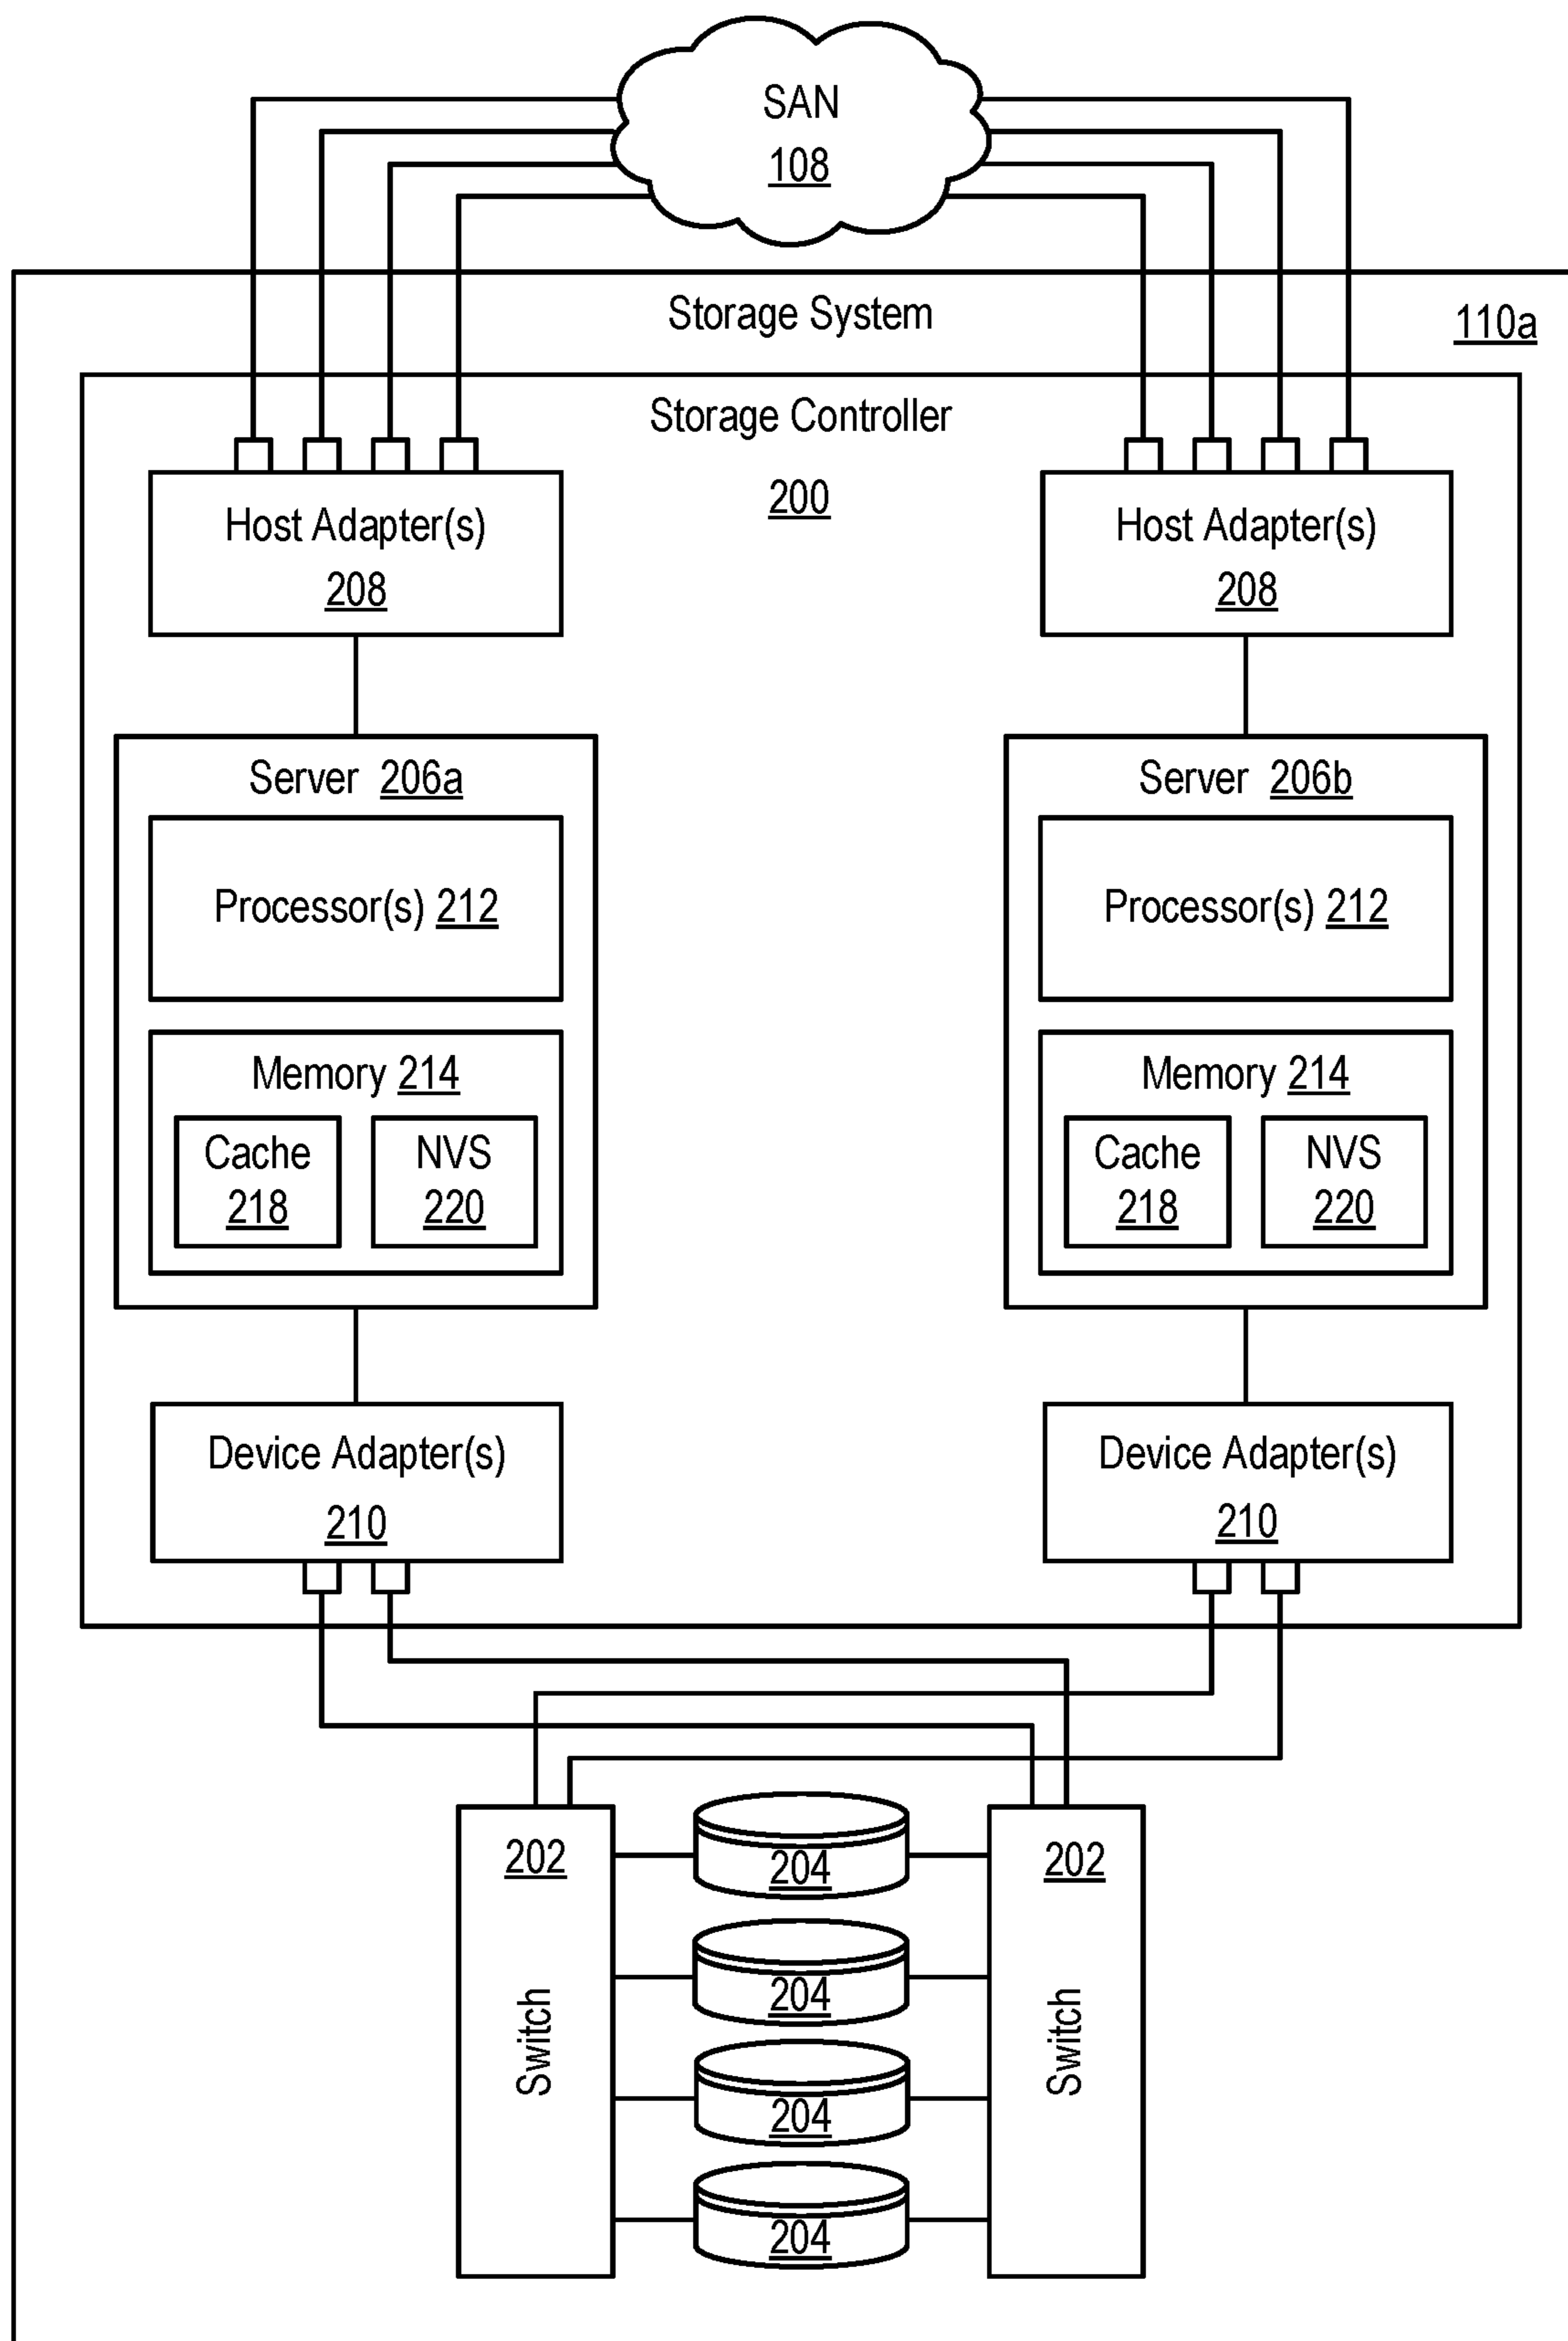 SAN
108
Storage System
110a
Storage Controller
200
Host Adapter(s)
208
Host Adapter(s)
208
Server 206a
Processor(s) 212
Memory 214
Cache
218
NVS
220
Server 206b
Processor(s) 212
Memory 214
Cache
218
NVS
220
Device Adapter(s)
210
Device Adapter(s)
210
202
Switch
204
204
204
204
202
Switch